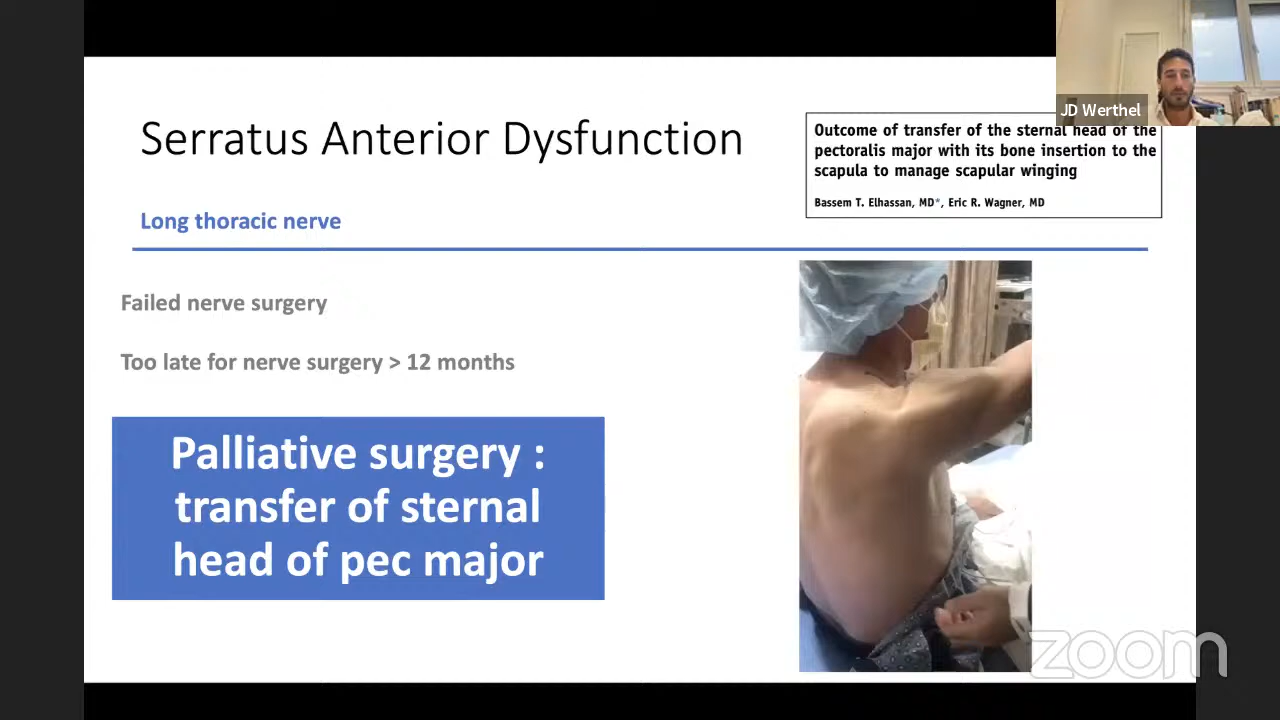 JD Werthel
Serratus Anterior Dysfunction
Outcome of transfer of the sternal head of the
pectoralis major with its bone insertion to the
scapula to manage scapular winging
Bassem T. Elhassan, MD*, Eric R. Wagner, MD
Long thoracic nerve
Failed nerve surgery
Too late for nerve surgery > 12 months
Palliative surgery :
transfer of sternal
head of pec major
zoom